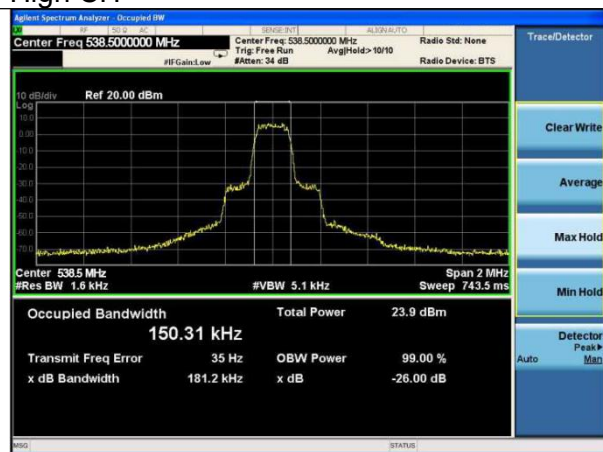 High CH
Agilent Spectrum Analyzer - Occupied BW
RF 50 Ω AC SENSE:INT ALIGN AUTO
Center Freq 538.5000000 MHz
Center Freq: 538.5000000 MHz
Radio Std: None
Trig: Free Run Avg|Hold:> 10/10
#IFGain:Low #Atten: 34 dB Radio Device: BTS
10 dB/div Ref 20.00 dBm
Log
10.0
0.00
-10.0
-20.0
-30.0
-40.0
-50.0
-60.0
-70.0
Center 538.5 MHz Span 2 MHz
#Res BW 1.6 kHz #VBW 5.1 kHz Sweep 743.5 ms
Occupied Bandwidth Total Power 23.9 dBm
150.31 kHz
Transmit Freq Error 35 Hz OBW Power 99.00 %
x dB Bandwidth 181.2 kHz x dB -26.00 dB
MSG STATUS
Trace/Detector
Clear Write
Average
Max Hold
Min Hold
Detector
Peak▶
Auto Man